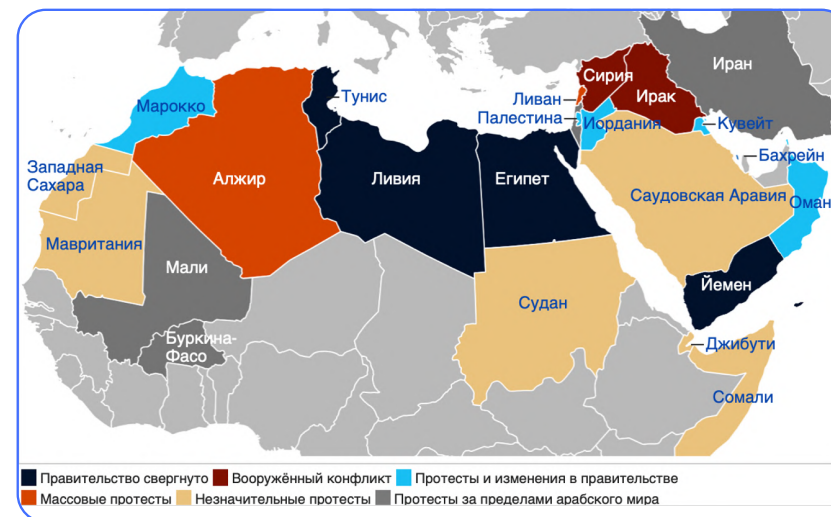 Иран
Сирия
Марокко
Тунис
Ливан
Ирак
Палестина
Иордания
Кувейт
Бахрейн
Западная
Сахара
Алжир
Ливия
Египет
Саудовская Аравия
Оман
Мавритания
Мали
Йемен
Судан
Буркина-
Фасо
Джибути
Сомали
Правительство свергнуто Вооружённый конфликт Протесты и изменения в правительстве
Массовые протесты Незначительные протесты Протесты за пределами арабского мира